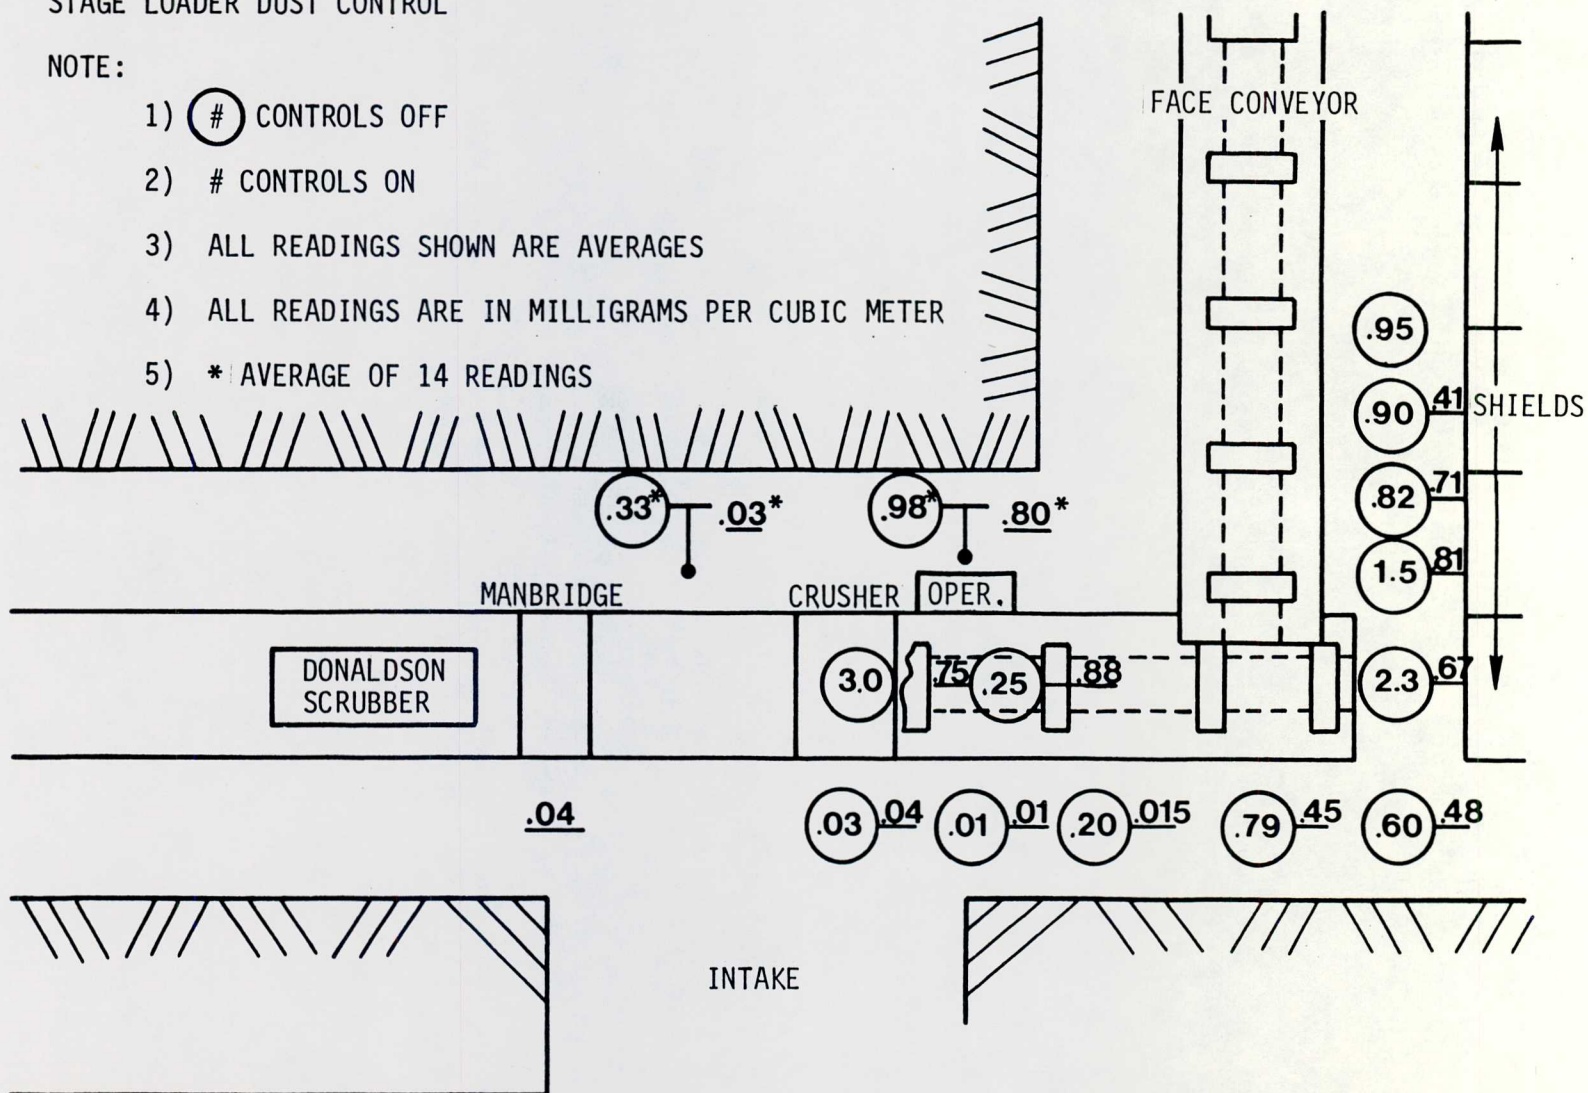 STAGE LOADER DUST CONTROL
NOTE:
1) # CONTROLS OFF
2) # CONTROLS ON
3) ALL READINGS SHOWN ARE AVERAGES
4) ALL READINGS ARE IN MILLIGRAMS PER CUBIC METER
5) * AVERAGE OF 14 READINGS
FACE CONVEYOR
.95
.90 .41
SHIELDS
.82 .71
1.5 .81
.33* .03*
.98* .80*
MANBRIDGE
CRUSHER
OPER.
DONALDSON
SCRUBBER
3.0 .75 .25 .88
2.3 .67
.04
.03 .04 .01 .01 .20 .015 .79 .45 .60 .48
INTAKE